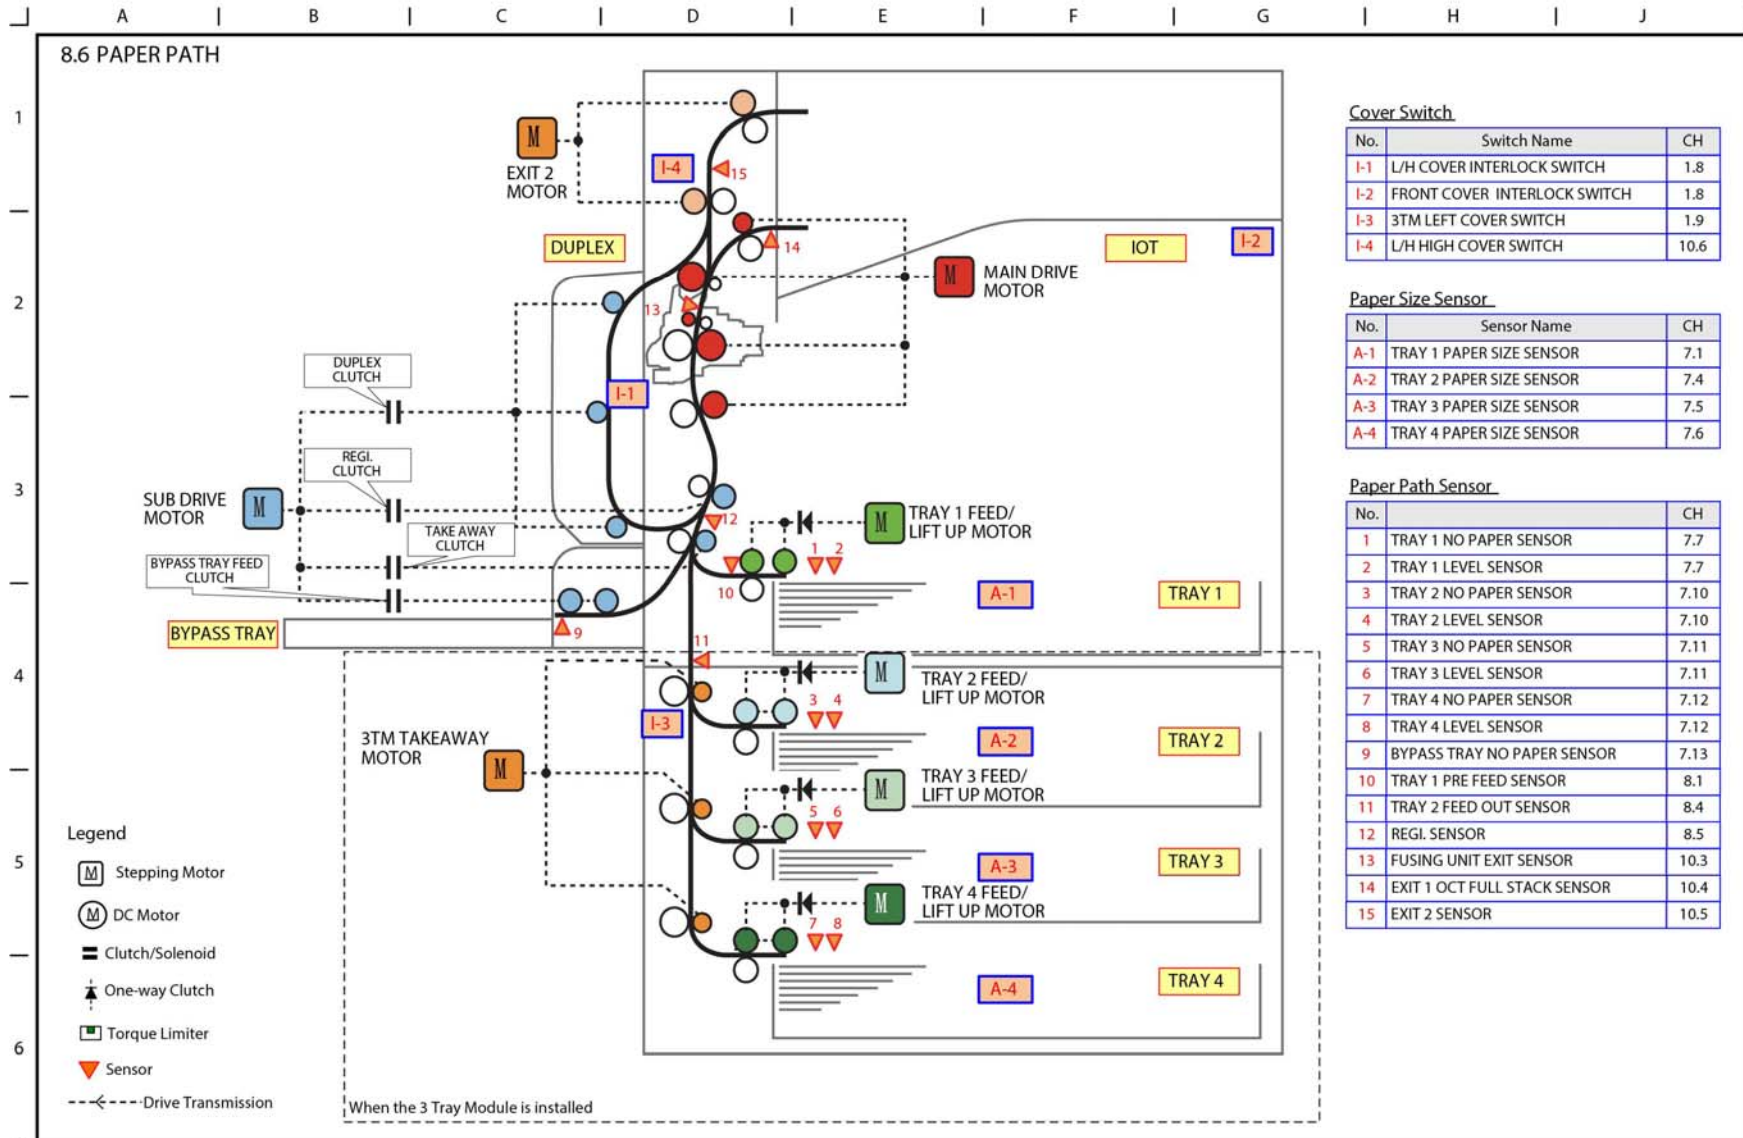 A B C D E F G H J
8.6 PAPER PATH
1
2
3
4
5
6
M
EXIT 2
MOTOR
I-4
15
DUPLEX
14
IOT
I-2
M
MAIN DRIVE
MOTOR
13
DUPLEX
CLUTCH
I-1
REGI.
CLUTCH
SUB DRIVE
MOTOR
M
TAKE AWAY
CLUTCH
BYPASS TRAY FEED
CLUTCH
12
M
TRAY 1 FEED/
LIFT UP MOTOR
1 2
10
A-1
TRAY 1
BYPASS TRAY
9
11
M
TRAY 2 FEED/
LIFT UP MOTOR
3 4
I-3
A-2
TRAY 2
3TM TAKEAWAY
MOTOR
M
M
TRAY 3 FEED/
LIFT UP MOTOR
5 6
A-3
TRAY 3
M
TRAY 4 FEED/
LIFT UP MOTOR
7 8
A-4
TRAY 4
When the 3 Tray Module is installed
Legend
M Stepping Motor
M DC Motor
Clutch/Solenoid
One-way Clutch
Torque Limiter
Sensor
Drive Transmission
Cover Switch
No. Switch Name CH
I-1 L/H COVER INTERLOCK SWITCH 1.8
I-2 FRONT COVER INTERLOCK SWITCH 1.8
I-3 3TM LEFT COVER SWITCH 1.9
I-4 L/H HIGH COVER SWITCH 10.6
Paper Size Sensor
No. Sensor Name CH
A-1 TRAY 1 PAPER SIZE SENSOR 7.1
A-2 TRAY 2 PAPER SIZE SENSOR 7.4
A-3 TRAY 3 PAPER SIZE SENSOR 7.5
A-4 TRAY 4 PAPER SIZE SENSOR 7.6
Paper Path Sensor
No. CH
1 TRAY 1 NO PAPER SENSOR 7.7
2 TRAY 1 LEVEL SENSOR 7.7
3 TRAY 2 NO PAPER SENSOR 7.10
4 TRAY 2 LEVEL SENSOR 7.10
5 TRAY 3 NO PAPER SENSOR 7.11
6 TRAY 3 LEVEL SENSOR 7.11
7 TRAY 4 NO PAPER SENSOR 7.12
8 TRAY 4 LEVEL SENSOR 7.12
9 BYPASS TRAY NO PAPER SENSOR 7.13
10 TRAY 1 PRE FEED SENSOR 8.1
11 TRAY 2 FEED OUT SENSOR 8.4
12 REGI. SENSOR 8.5
13 FUSING UNIT EXIT SENSOR 10.3
14 EXIT 1 OCT FULL STACK SENSOR 10.4
15 EXIT 2 SENSOR 10.5